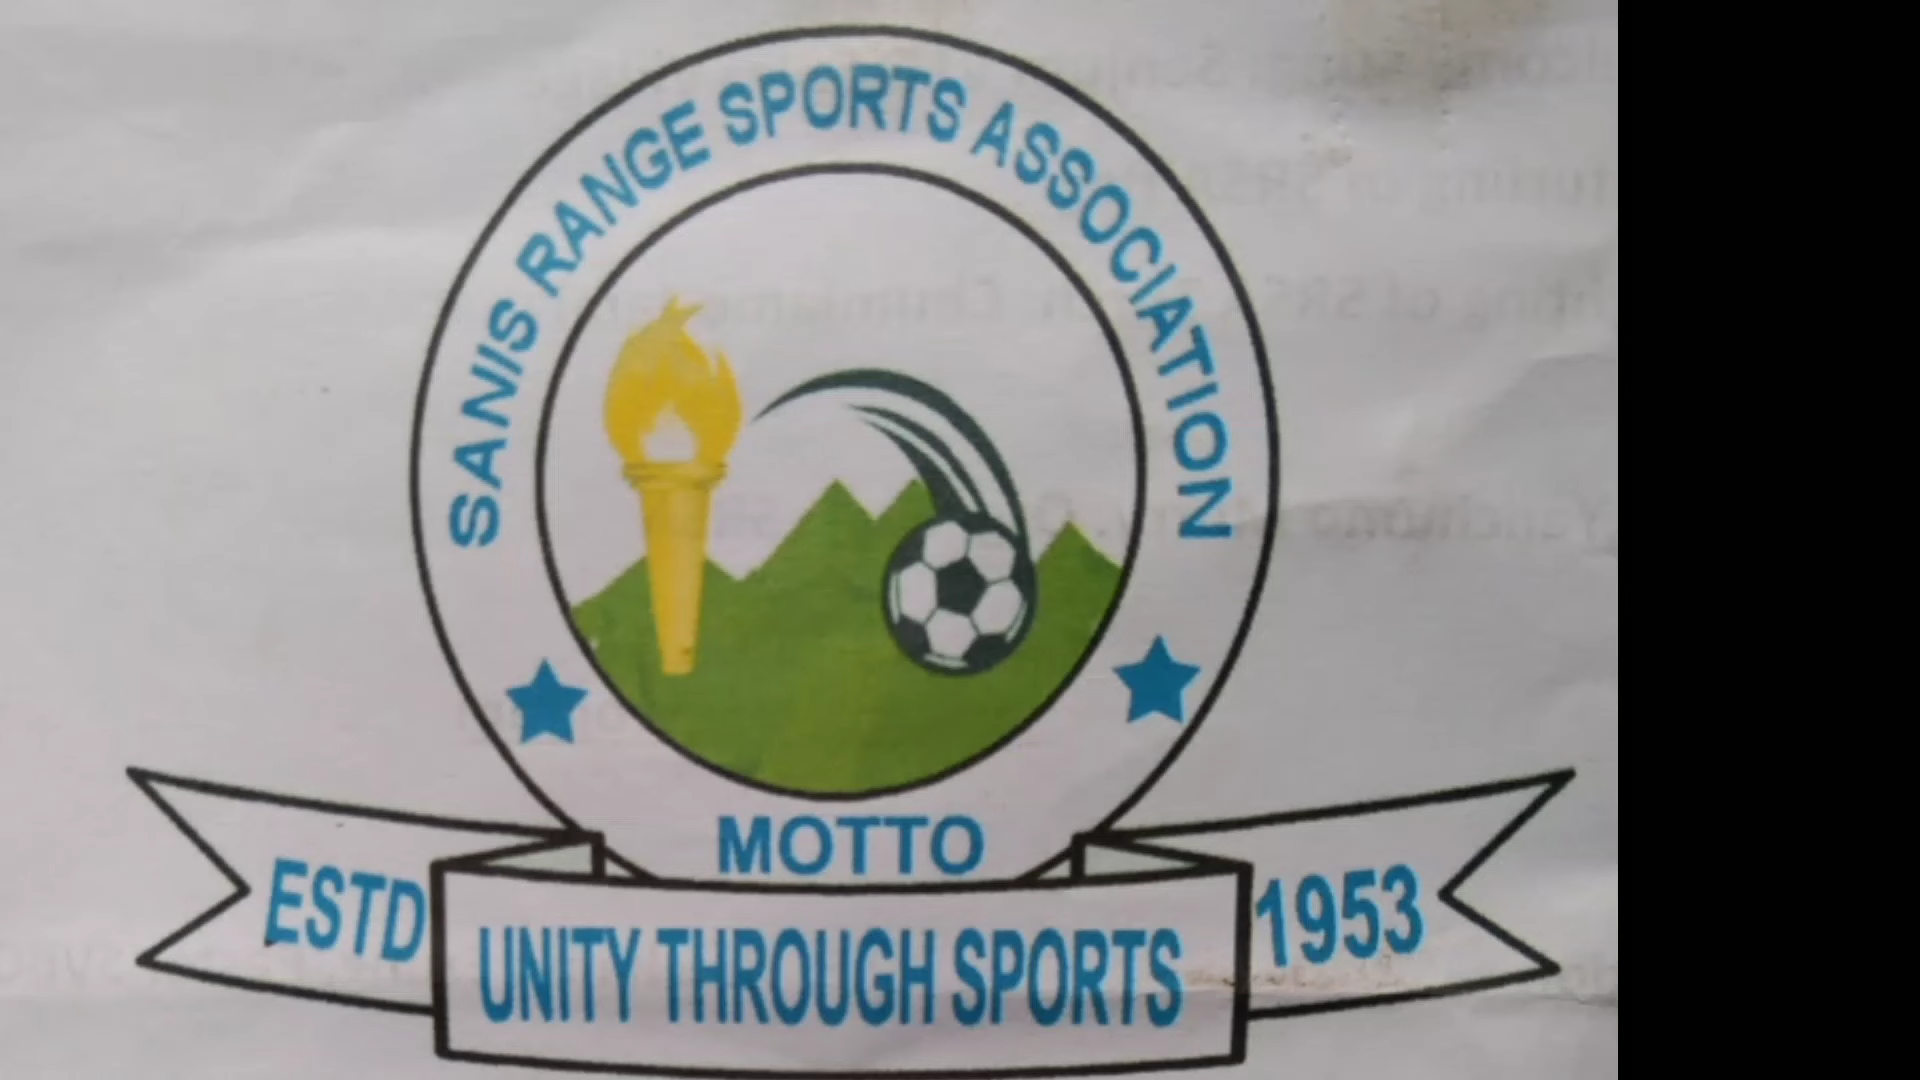 SANIS RANGE SPORTS ASSOCIATION
MOTTO
ESTD
UNITY THROUGH SPORTS
1953